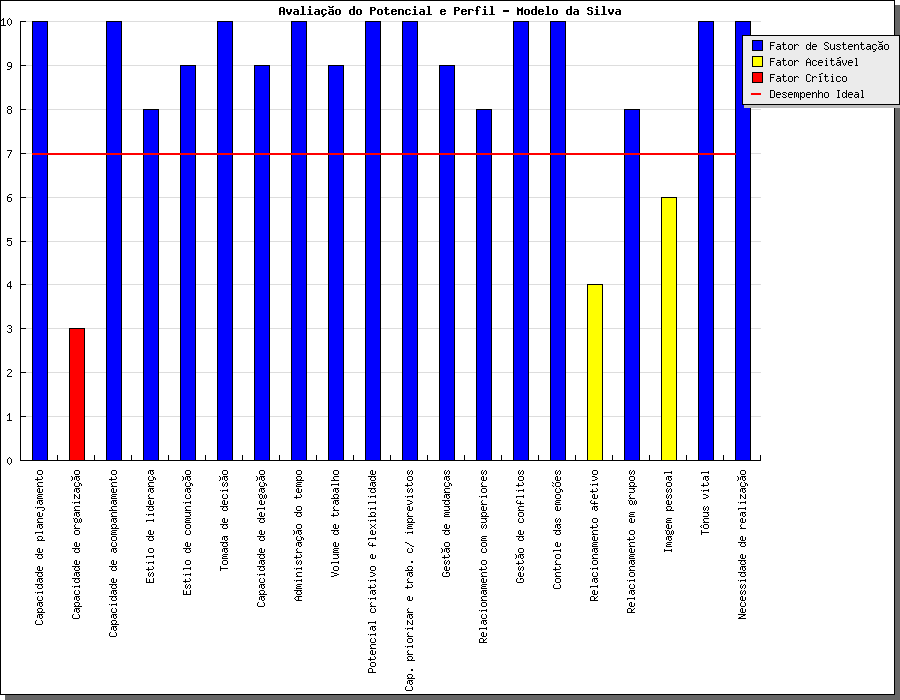 Avaliação do Potencial e Perfil - Modelo da Silva
Fator de Sustentação
Fator Aceitável
Fator Crítico
Desempenho Ideal
10
9
8
7
6
5
4
3
2
1
0
Capacidade de planejamento
Capacidade de organização
Capacidade de acompanhamento
Estilo de liderança
Estilo de comunicação
Tomada de decisão
Capacidade de delegação
Administração do tempo
Volume de trabalho
Potencial criativo e flexibilidade
Cap. priorizar e trab. c/ imprevistos
Gestão de mudanças
Relacionamento com superiores
Gestão de conflitos
Controle das emoções
Relacionamento afetivo
Relacionamento em grupos
Imagem pessoal
Tônus vital
Necessidade de realização